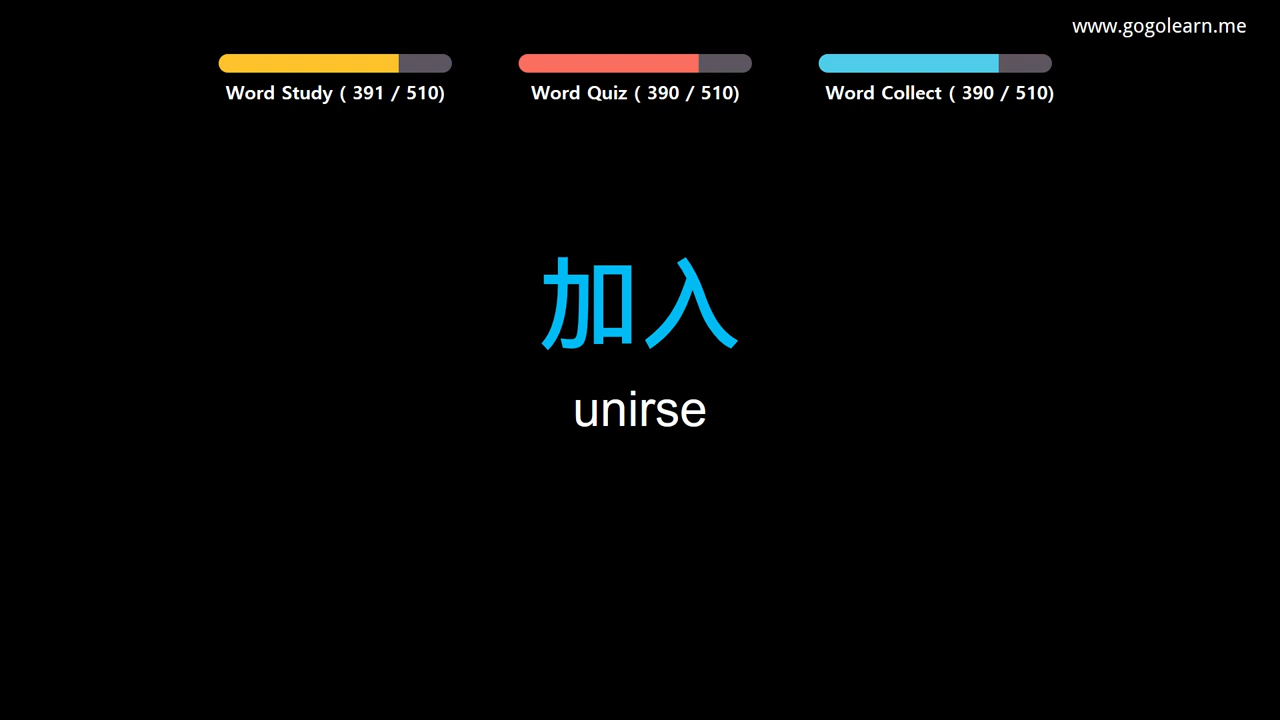 www.gogolearn.me
Word Study ( 391 / 510)
Word Quiz ( 390 / 510)
Word Collect ( 390 / 510)
加入
unirse